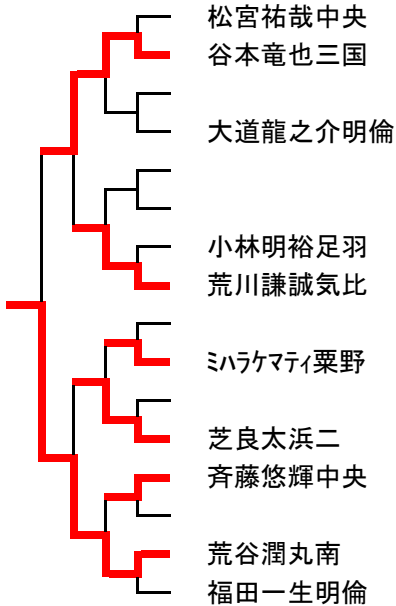 松宮祐哉中央
谷本竜也三国
大道龍之介明倫
小林明裕足羽
荒川謙誠気比
ﾐﾊﾗｹﾏﾃｨ粟野
芝良太浜二
斉藤悠輝中央
荒谷潤丸南
福田一生明倫